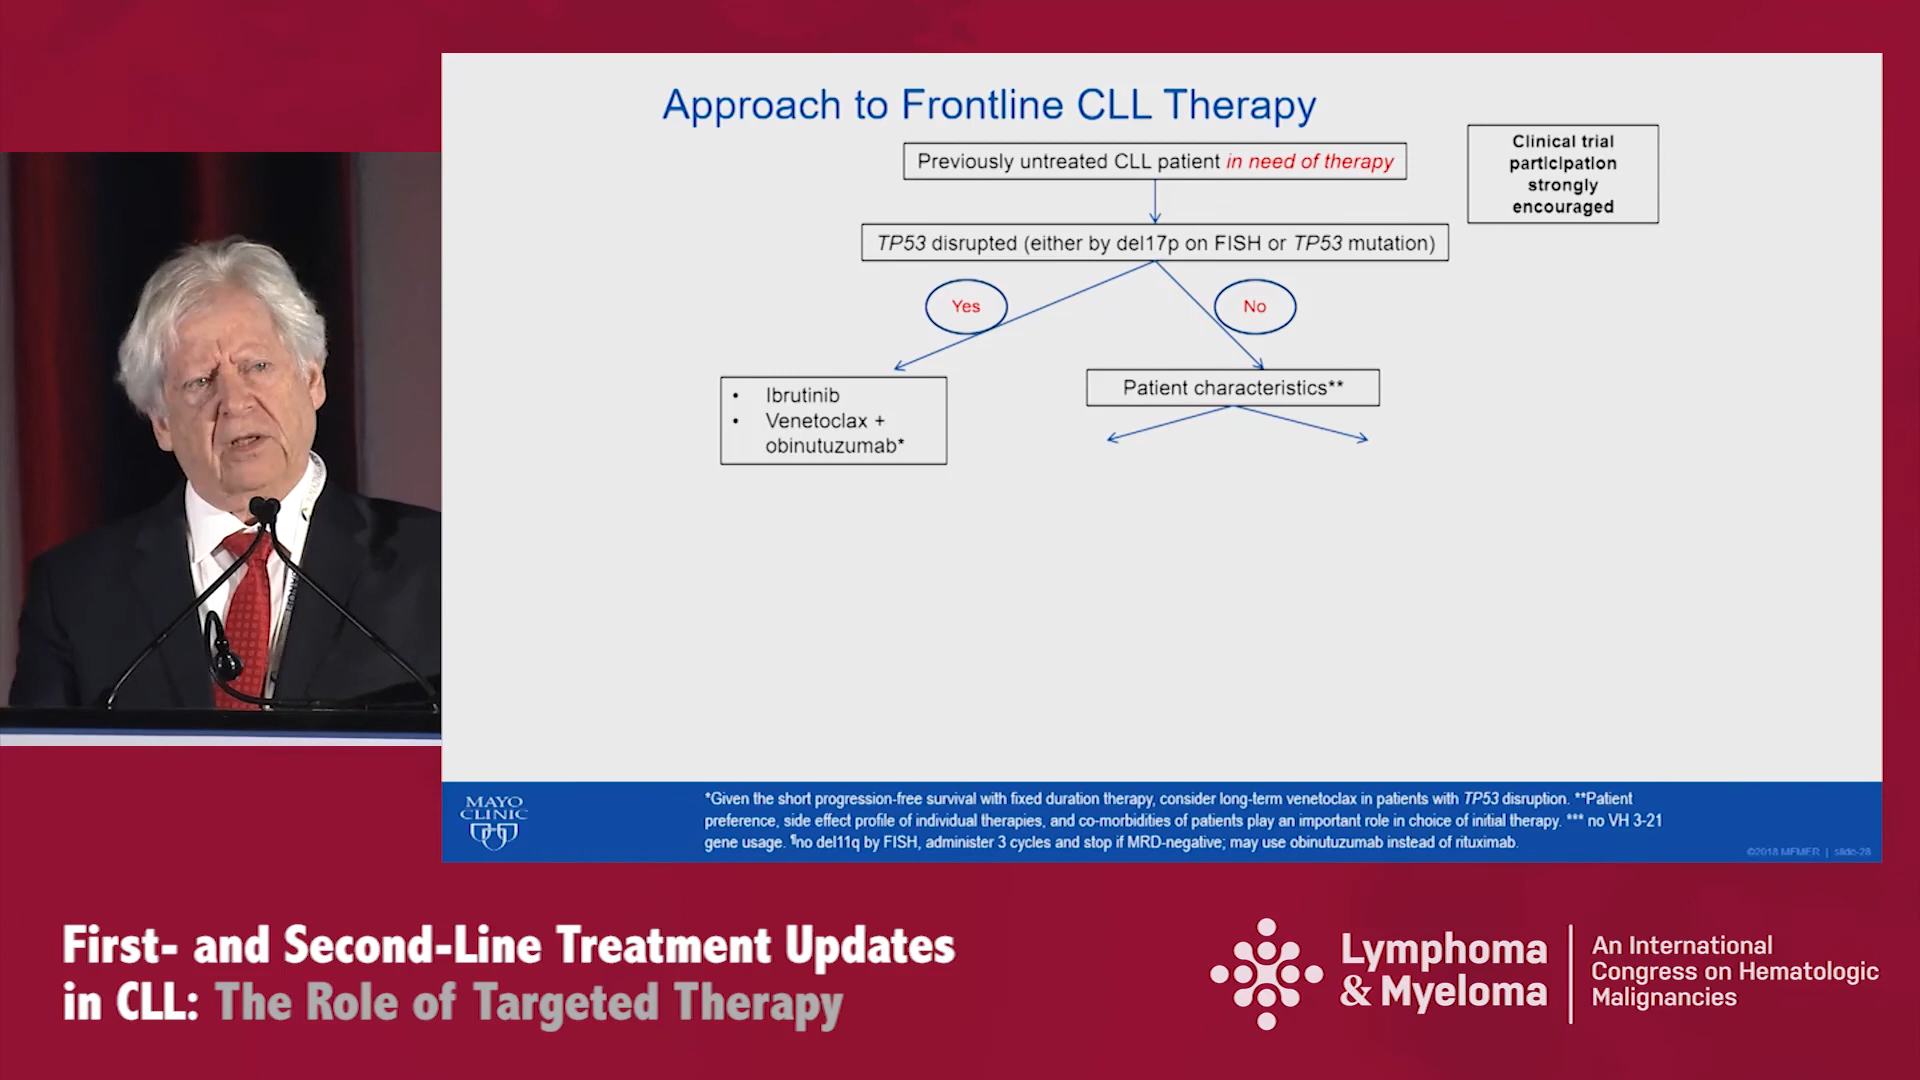 Approach to Frontline CLL Therapy
Previously untreated CLL patient in need of therapy
Clinical trial
participation
strongly
encouraged
TP53 disrupted (either by del17p on FISH or TP53 mutation)
Yes
No
• Ibrutinib
• Venetoclax +
obinutuzumab*
Patient characteristics**
MAYO
CLINIC
*Given the short progression-free survival with fixed duration therapy, consider long-term venetoclax in patients with TP53 disruption. **Patient
preference, side effect profile of individual therapies, and co-morbidities of patients play an important role in choice of initial therapy. *** no VH 3-21
gene usage. ¶no del11q by FISH, administer 3 cycles and stop if MRD-negative; may use obinutuzumab instead of rituximab.
©2018 MFMER | slide-28
First- and Second-Line Treatment Updates
in CLL: The Role of Targeted Therapy
Lymphoma
& Myeloma
An International
Congress on Hematologic
Malignancies